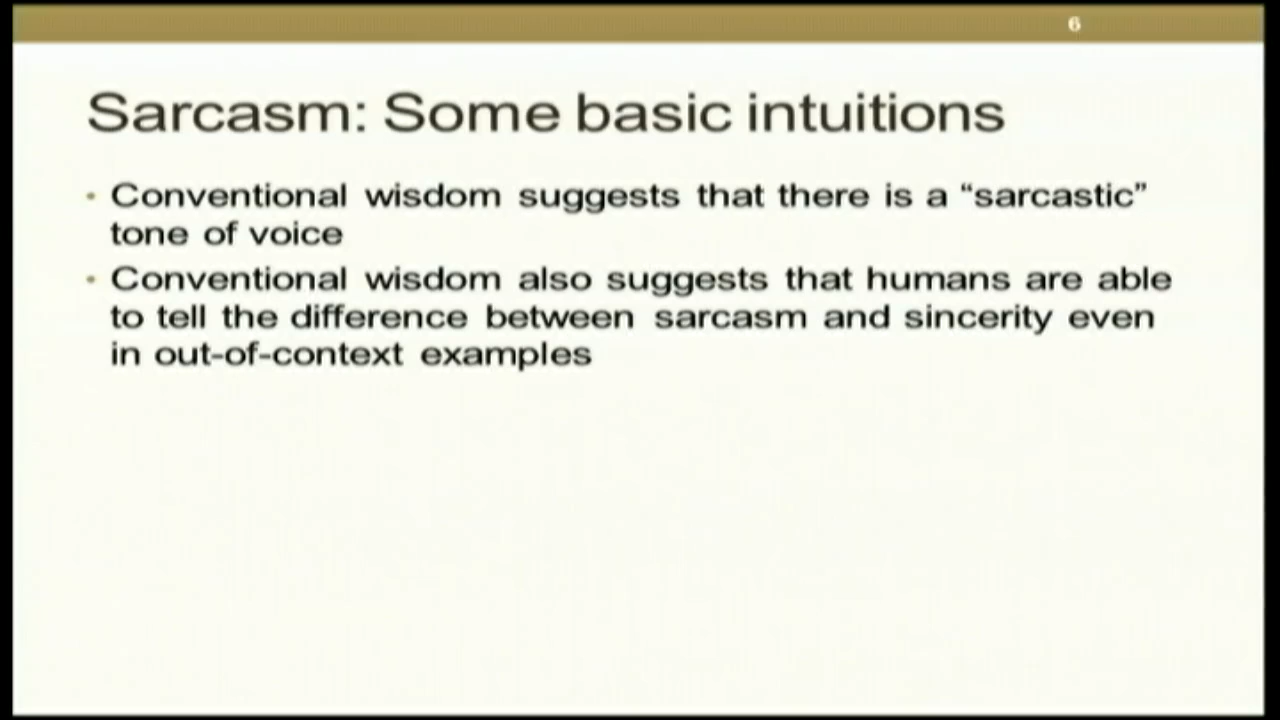 6
Sarcasm: Some basic intuitions
• Conventional wisdom suggests that there is a “sarcastic”
tone of voice
• Conventional wisdom also suggests that humans are able
to tell the difference between sarcasm and sincerity even
in out-of-context examples